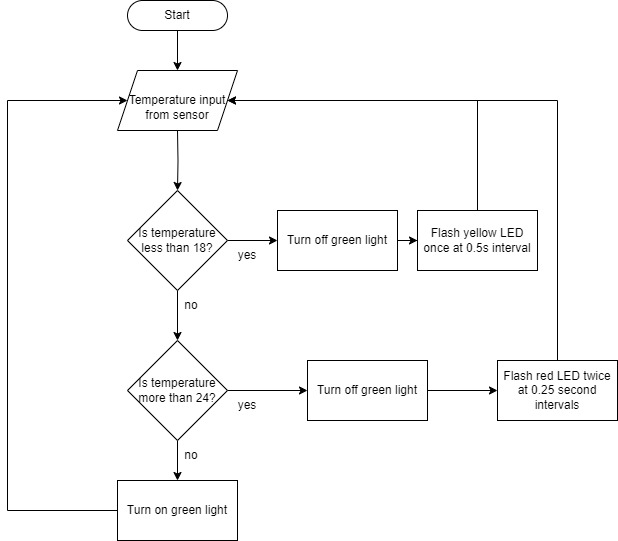 Start
Temperature input
from sensor
Is temperature
less than 18?
yes
Turn off green light
Flash yellow LED
once at 0.5s interval
no
Is temperature
more than 24?
yes
Turn off green light
Flash red LED twice
at 0.25 second
intervals
no
Turn on green light